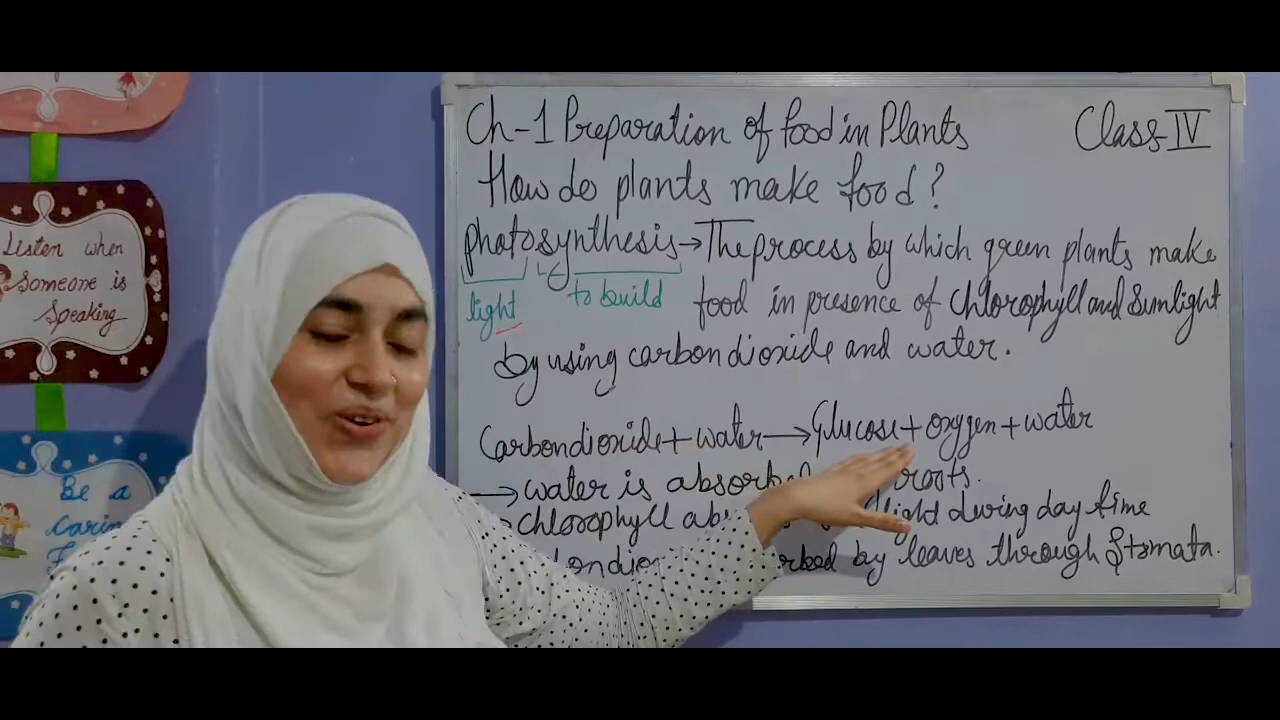 Listen when
Someone is
Speaking
Be a
Ch-1 Preparation of food in Plants
Class-IV
How do plants make food?
photosynthesis→The process by which green plants make
light to build food in presence of chlorophyll and Sunlight
by using carbondioxide and water.
Carbondioxide+water→Glucose+oxygen+water
→water is absorbed roots.
chlorophyll light during day time
by leaves through Stomata.